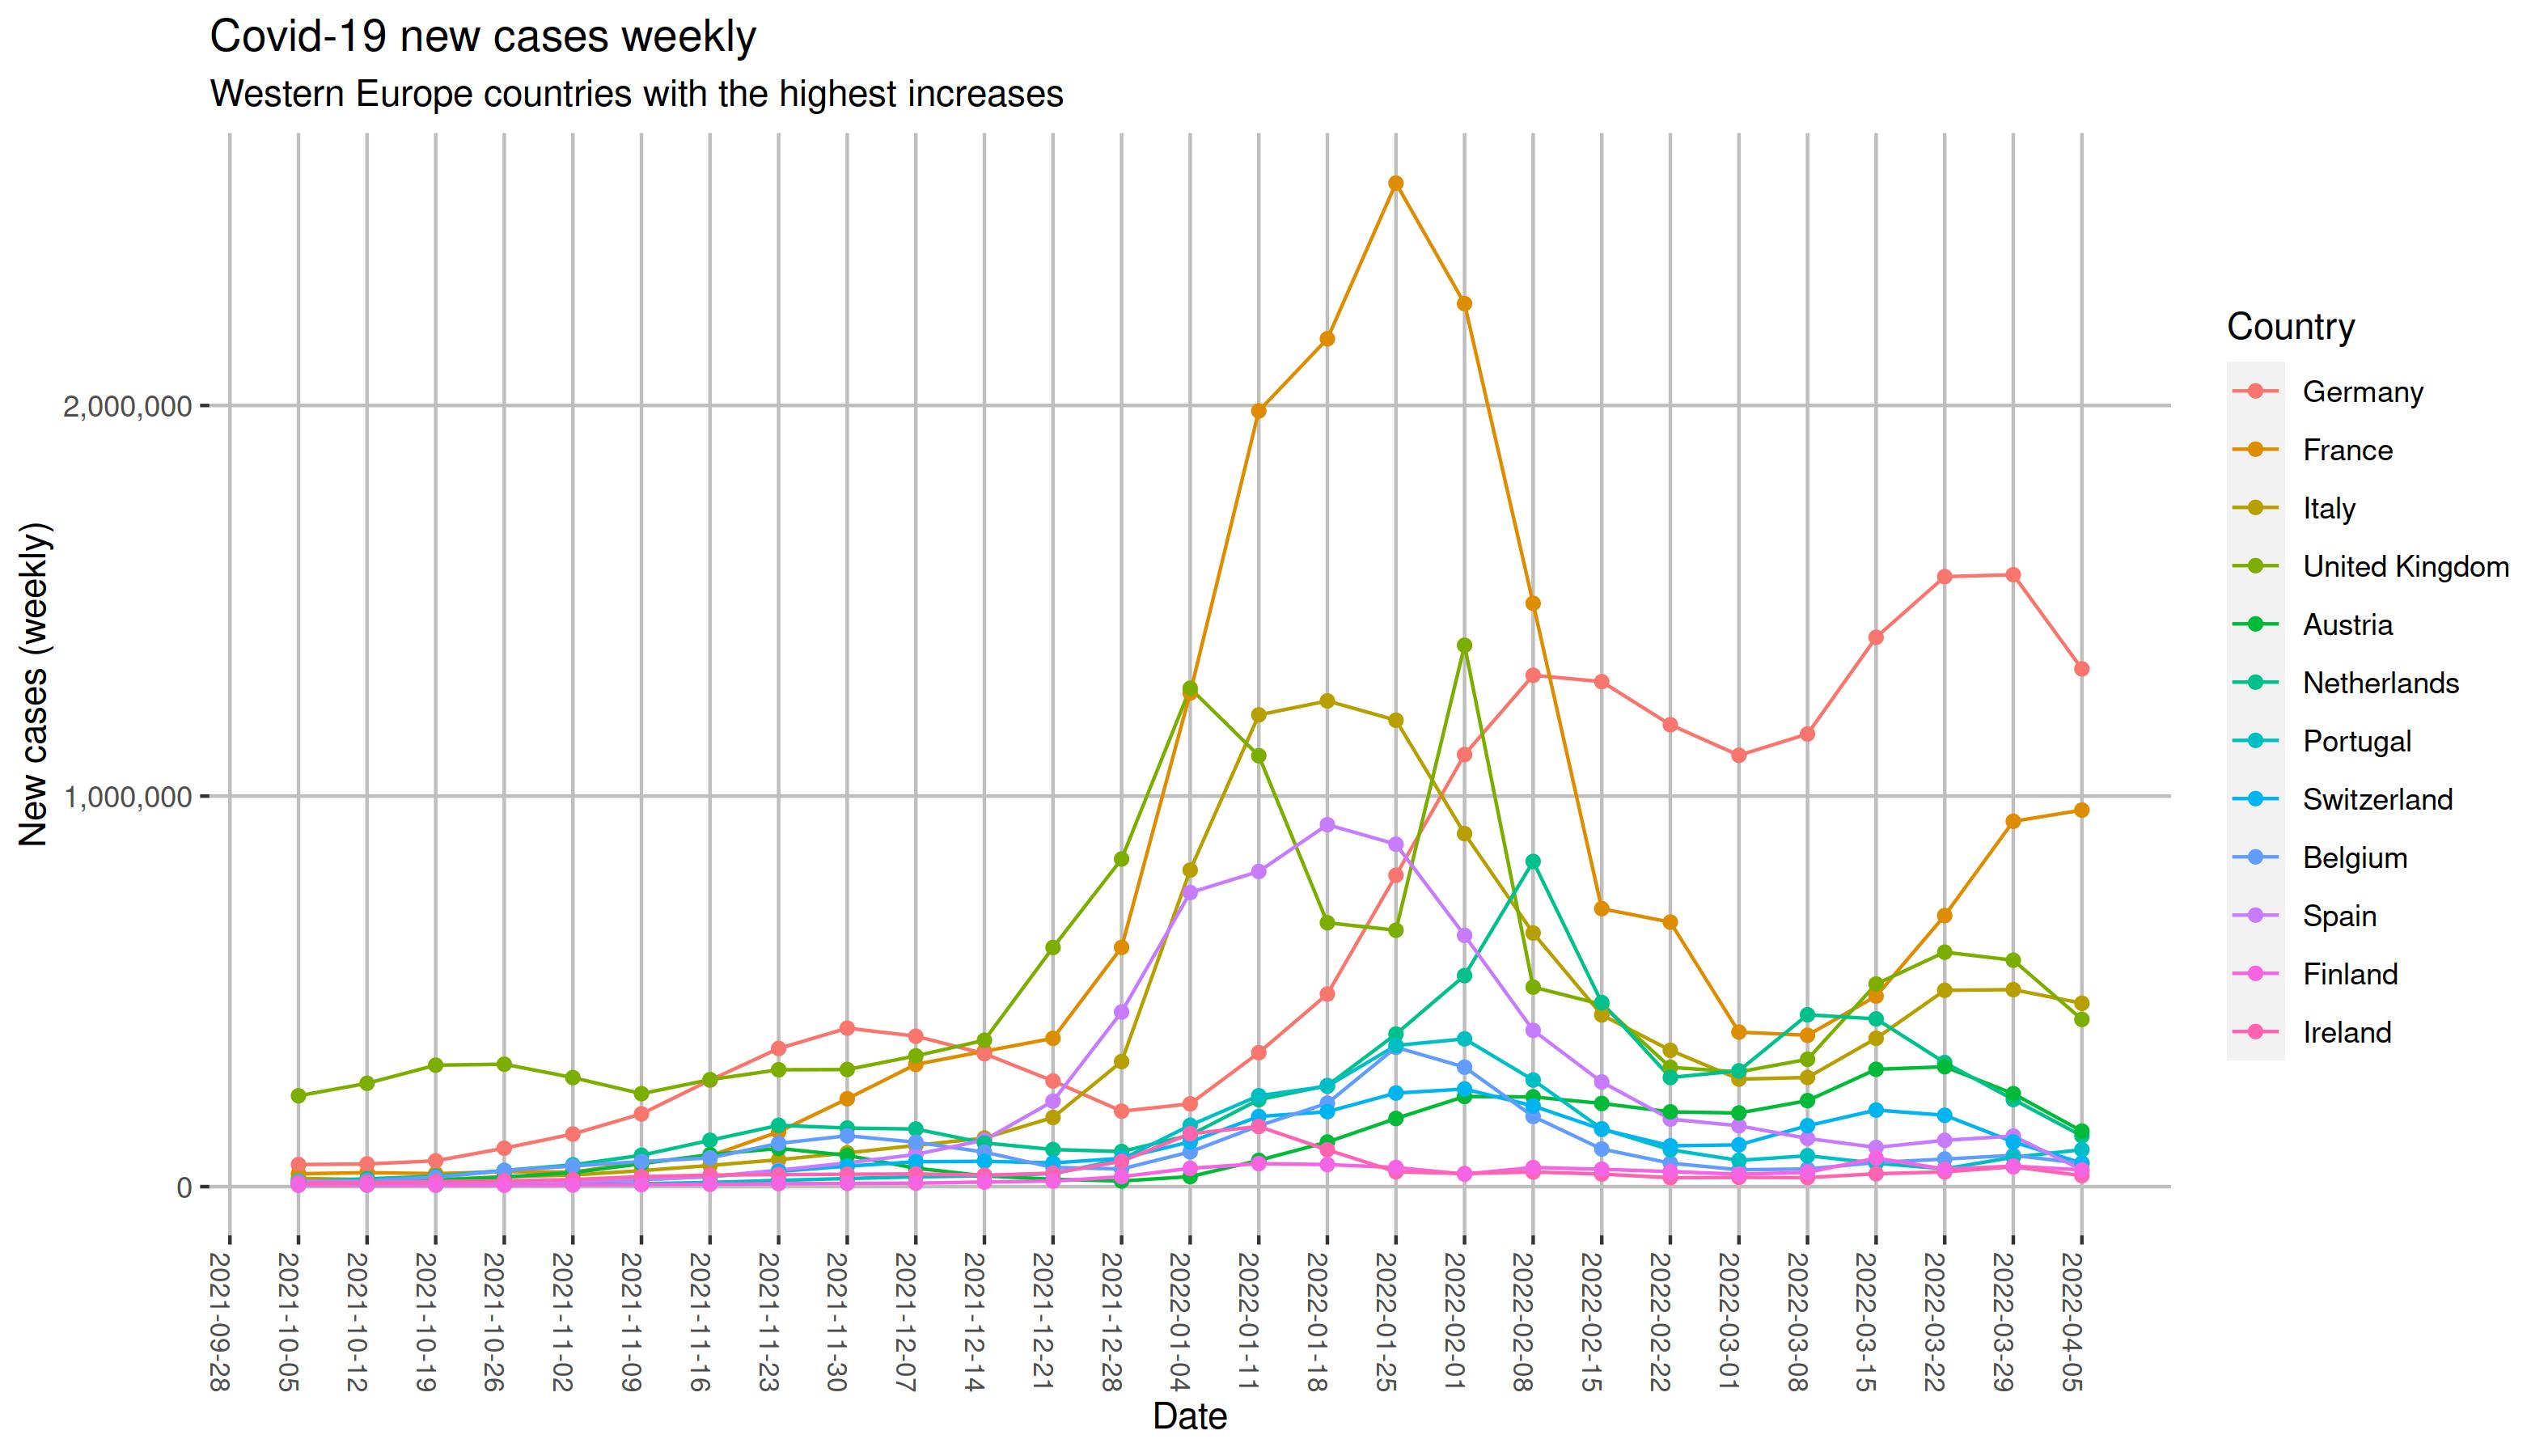 Covid-19 new cases weekly
Western Europe countries with the highest increases
New cases (weekly)
2,000,000
1,000,000
0
2021-09-28
2021-10-05
2021-10-12
2021-10-19
2021-10-26
2021-11-02
2021-11-09
2021-11-16
2021-11-23
2021-11-30
2021-12-07
2021-12-14
2021-12-21
2021-12-28
2022-01-04
2022-01-11
2022-01-18
2022-01-25
2022-02-01
2022-02-08
2022-02-15
2022-02-22
2022-03-01
2022-03-08
2022-03-15
2022-03-22
2022-03-29
2022-04-05
Date
Country
Germany
France
Italy
United Kingdom
Austria
Netherlands
Portugal
Switzerland
Belgium
Spain
Finland
Ireland